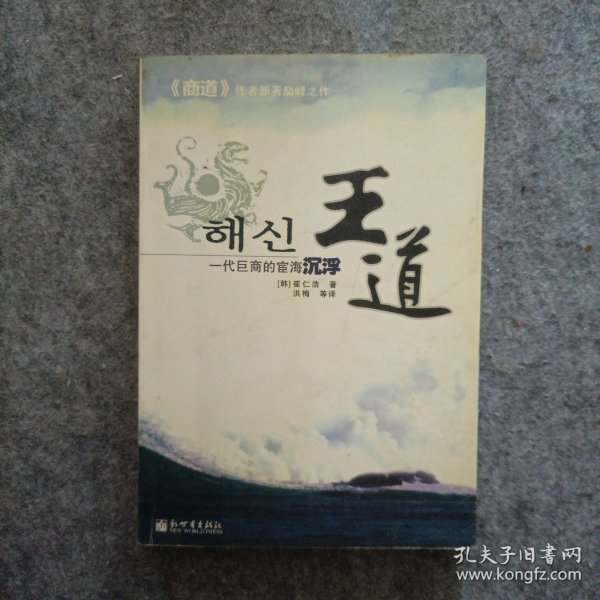 《商道》作者新著巅峰之作
해신
王道
一代巨商的宦海沉浮
[韩]崔仁浩 著
洪梅 等译
新世界出版社
NEW WORLD PRESS
孔夫子旧书网
www.kongfz.com